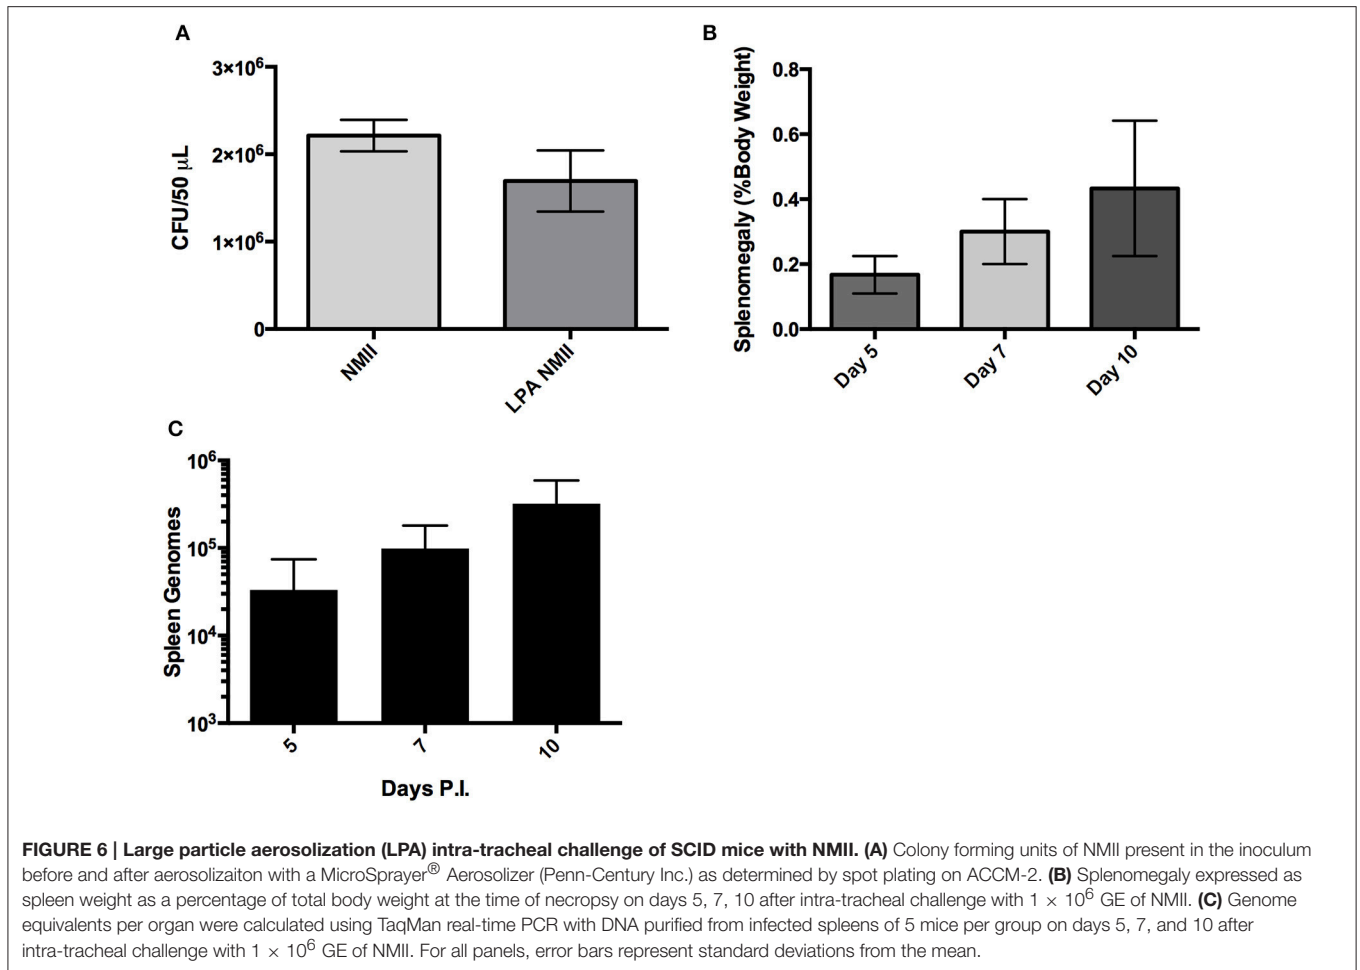 A
3×10⁶
2×10⁶
1×10⁶
0
CFU/50 μL
NMII
LPA NMII
B
0.8
0.6
0.4
0.2
0.0
Splenomegaly (%Body Weight)
Day 5
Day 7
Day 10
C
10⁶
10⁵
10⁴
10³
Spleen Genomes
5
7
10
Days P.I.
FIGURE 6 | Large particle aerosolization (LPA) intra-tracheal challenge of SCID mice with NMII. (A) Colony forming units of NMII present in the inoculum
before and after aerosolizaiton with a MicroSprayer® Aerosolizer (Penn-Century Inc.) as determined by spot plating on ACCM-2. (B) Splenomegaly expressed as
spleen weight as a percentage of total body weight at the time of necropsy on days 5, 7, 10 after intra-tracheal challenge with 1 × 10⁶ GE of NMII. (C) Genome
equivalents per organ were calculated using TaqMan real-time PCR with DNA purified from infected spleens of 5 mice per group on days 5, 7, and 10 after
intra-tracheal challenge with 1 × 10⁶ GE of NMII. For all panels, error bars represent standard deviations from the mean.